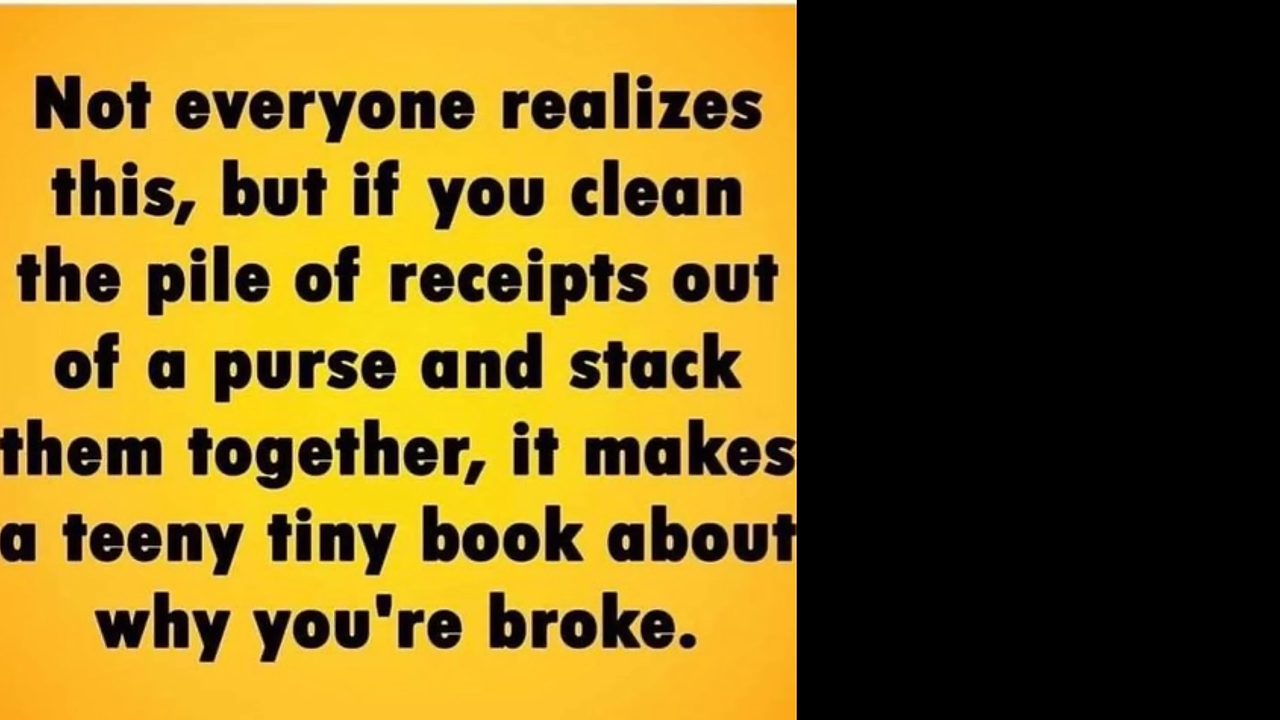 Not everyone realizes
this, but if you clean
the pile of receipts out
of a purse and stack
them together, it makes
a teeny tiny book about
why you're broke.